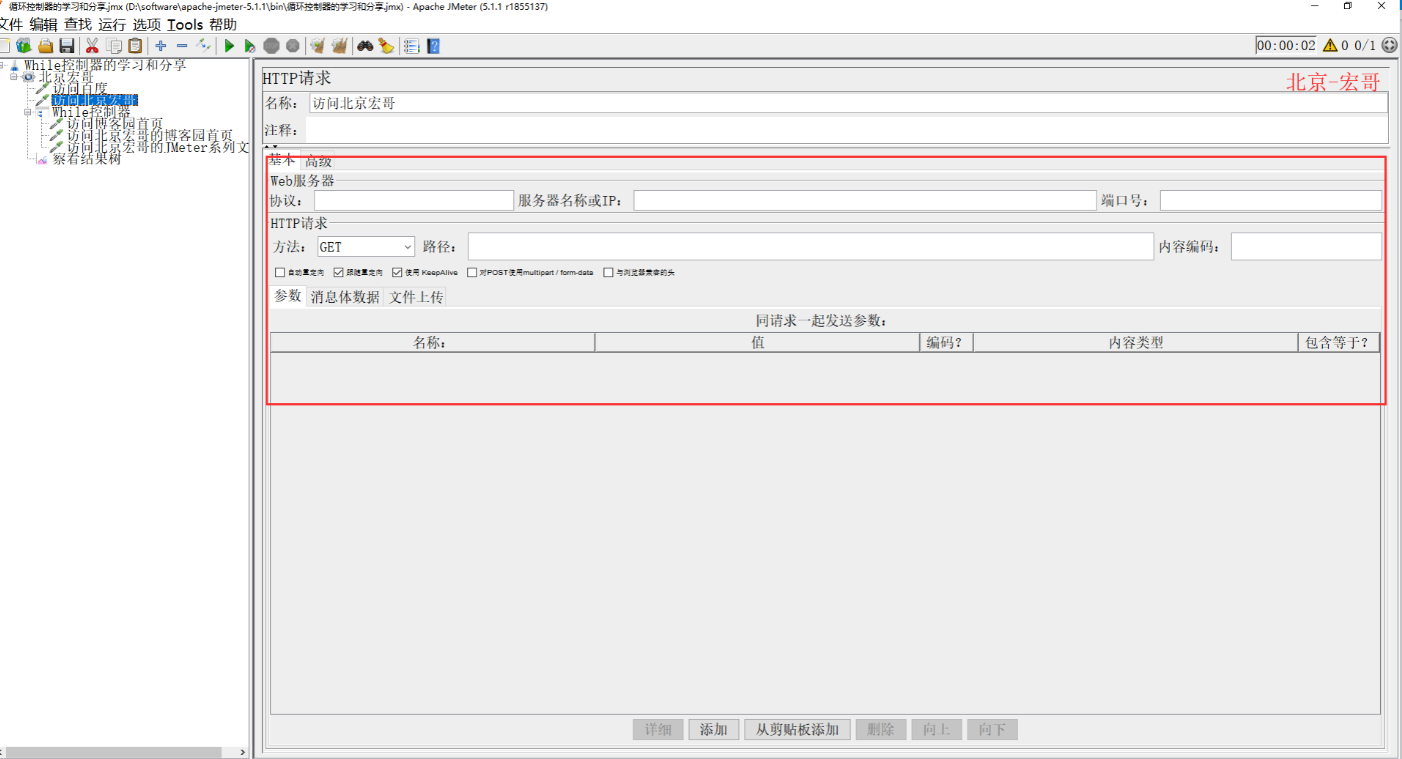 循环控制器的学习和分享.jmx (D:\software\apache-jmeter-5.1.1\bin\循环控制器的学习和分享.jmx) - Apache JMeter (5.1.1 r1855137)
文件 编辑 查找 运行 选项 Tools 帮助
00:00:02 0 0/1
While控制器的学习和分享
北京宏哥
访问百度
访问北京宏哥
While控制器
访问博客园首页
访问北京宏哥的博客园首页
访问北京宏哥的JMeter系列文
察看结果树
HTTP请求
北京-宏哥
名称: 访问北京宏哥
注释:
基本 高级
Web服务器
协议: 服务器名称或IP: 端口号:
HTTP请求
方法: GET 路径: 内容编码:
自动重定向 跟随重定向 使用 KeepAlive 对POST使用multipart / form-data 与浏览器兼容的头
参数 消息体数据 文件上传
同请求一起发送参数:
名称: 值 编码? 内容类型 包含等于?
详细 添加 从剪贴板添加 删除 向上 向下